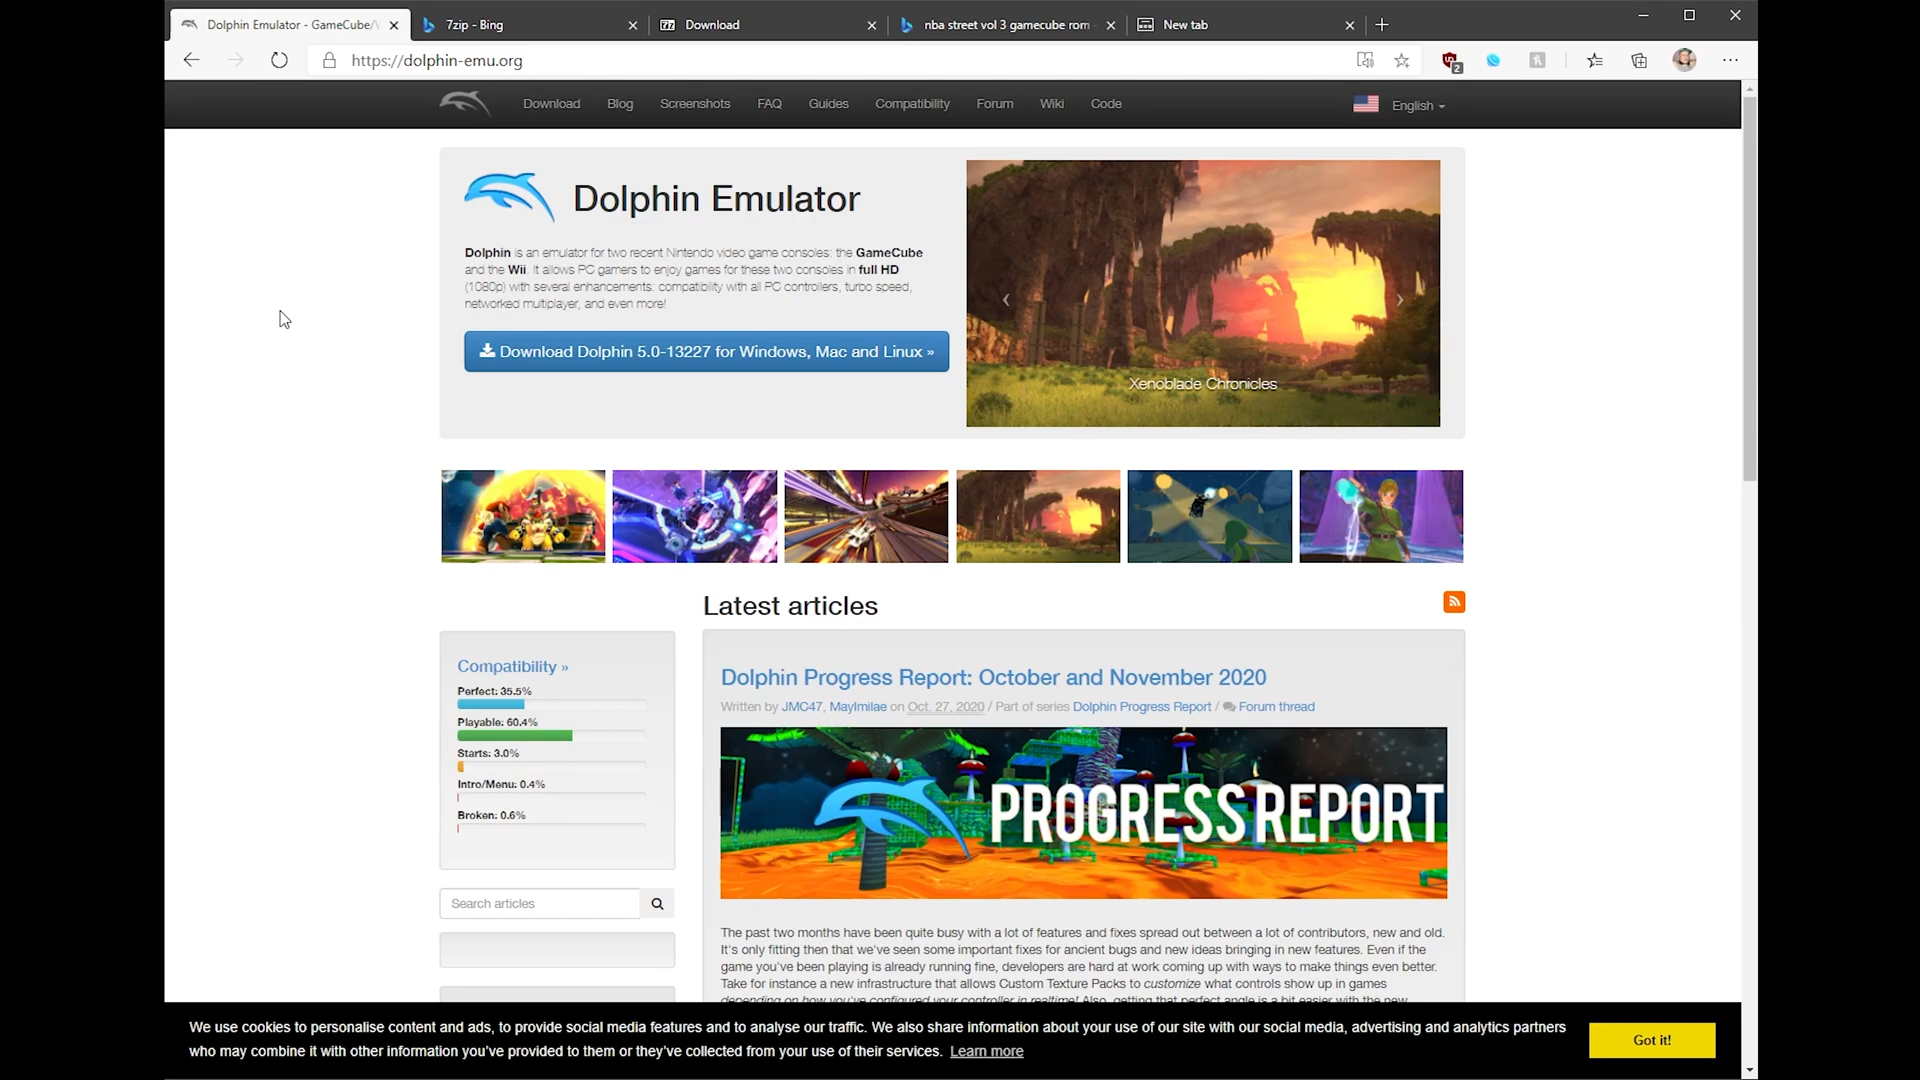 Dolphin Emulator - GameCube/W
7zip - Bing
Download
nba street vol 3 gamecube rom -
New tab
https://dolphin-emu.org
2
Download
Blog
Screenshots
FAQ
Guides
Compatibility
Forum
Wiki
Code
English
Dolphin Emulator
Dolphin is an emulator for two recent Nintendo video game consoles: the GameCube
and the Wii. It allows PC gamers to enjoy games for these two consoles in full HD
(1080p) with several enhancements: compatibility with all PC controllers, turbo speed,
networked multiplayer, and even more!
Download Dolphin 5.0-13227 for Windows, Mac and Linux »
Xenoblade Chronicles
Latest articles
Compatibility »
Perfect: 35.5%
Playable: 60.4%
Starts: 3.0%
Intro/Menu: 0.4%
Broken: 0.6%
Search articles
Dolphin Progress Report: October and November 2020
Written by JMC47, MayImilae on Oct. 27, 2020 / Part of series Dolphin Progress Report / Forum thread
PROGRESS REPORT
The past two months have been quite busy with a lot of features and fixes spread out between a lot of contributors, new and old.
It's only fitting then that we've seen some important fixes for ancient bugs and new ideas bringing in new features. Even if the
game you've been playing is already running fine, developers are hard at work coming up with ways to make things even better.
Take for instance a new infrastructure that allows Custom Texture Packs to customize what controls show up in games
depending on how you've configured your controller in realtime! Also, getting that perfect angle is a bit easier with the new
We use cookies to personalise content and ads, to provide social media features and to analyse our traffic. We also share information about your use of our site with our social media, advertising and analytics partners
who may combine it with other information you've provided to them or they've collected from your use of their services. Learn more
Got it!